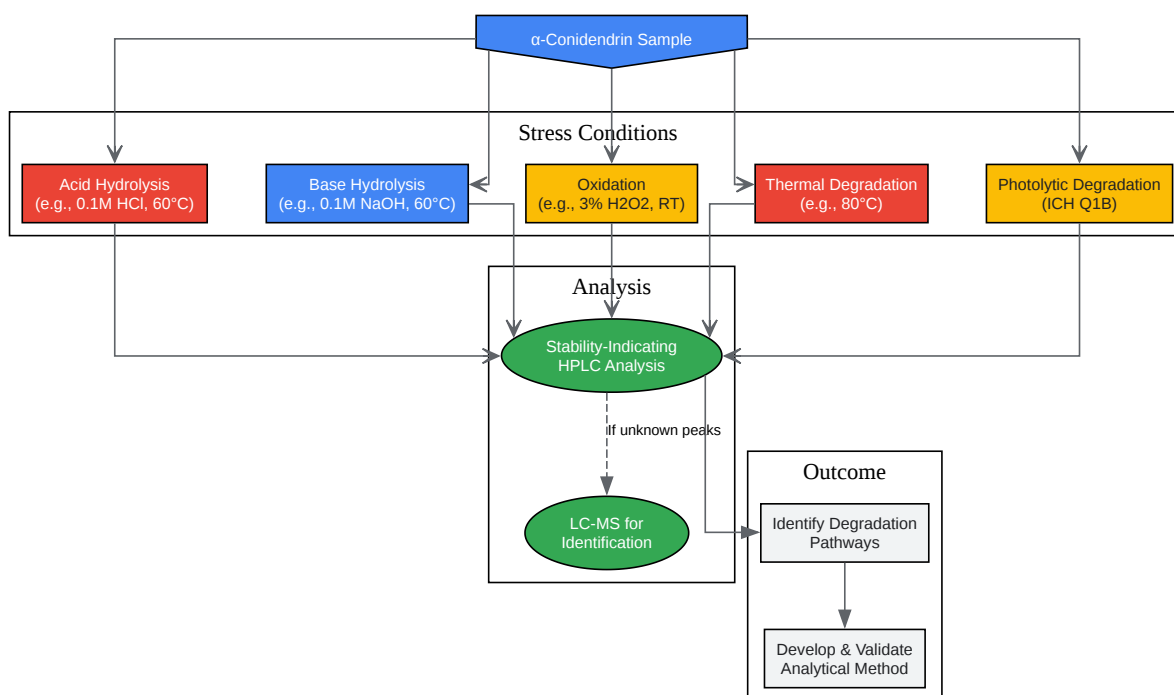 α-Conidendrin Sample
Stress Conditions
Acid Hydrolysis
(e.g., 0.1M HCl, 60°C)
Base Hydrolysis
(e.g., 0.1M NaOH, 60°C)
Oxidation
(e.g., 3% H2O2, RT)
Thermal Degradation
(e.g., 80°C)
Photolytic Degradation
(ICH Q1B)
Analysis
Stability-Indicating
HPLC Analysis
If unknown peaks
LC-MS for
Identification
Outcome
Identify Degradation
Pathways
Develop & Validate
Analytical Method